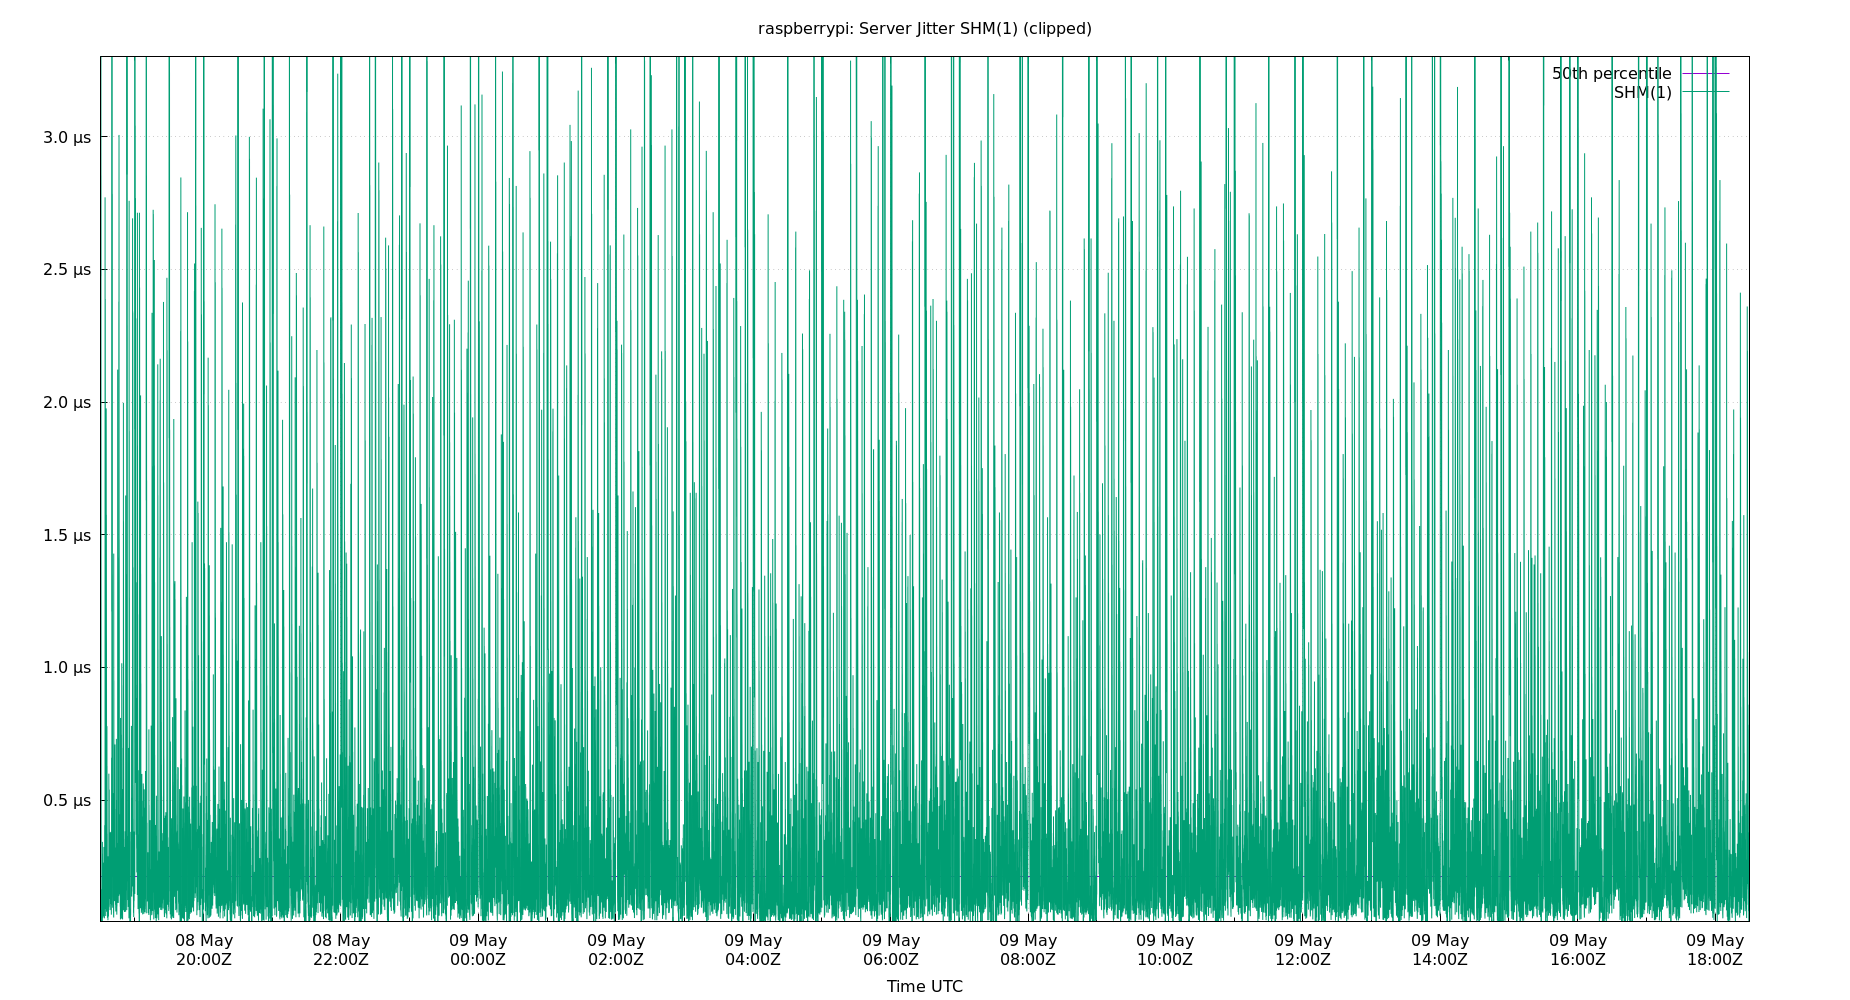 raspberrypi: Server Jitter SHM(1) (clipped)
50th percentile
SHM(1)
3.0 µs
2.5 µs
2.0 µs
1.5 µs
1.0 µs
0.5 µs
08 May 08 May 09 May 09 May 09 May 09 May 09 May 09 May 09 May 09 May 09 May 09 May
20:00Z 22:00Z 00:00Z 02:00Z 04:00Z 06:00Z 08:00Z 10:00Z 12:00Z 14:00Z 16:00Z 18:00Z
Time UTC